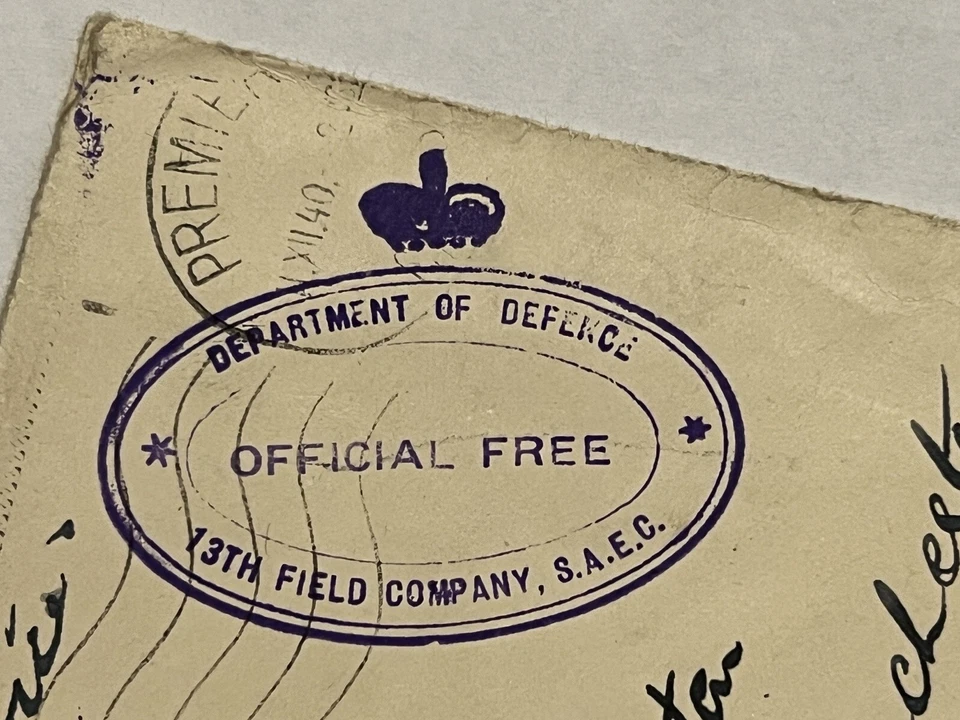 PREMIE
XII.40.
DEPARTMENT OF DEFENCE
* OFFICIAL FREE *
13TH FIELD COMPANY, S.A.E.C.